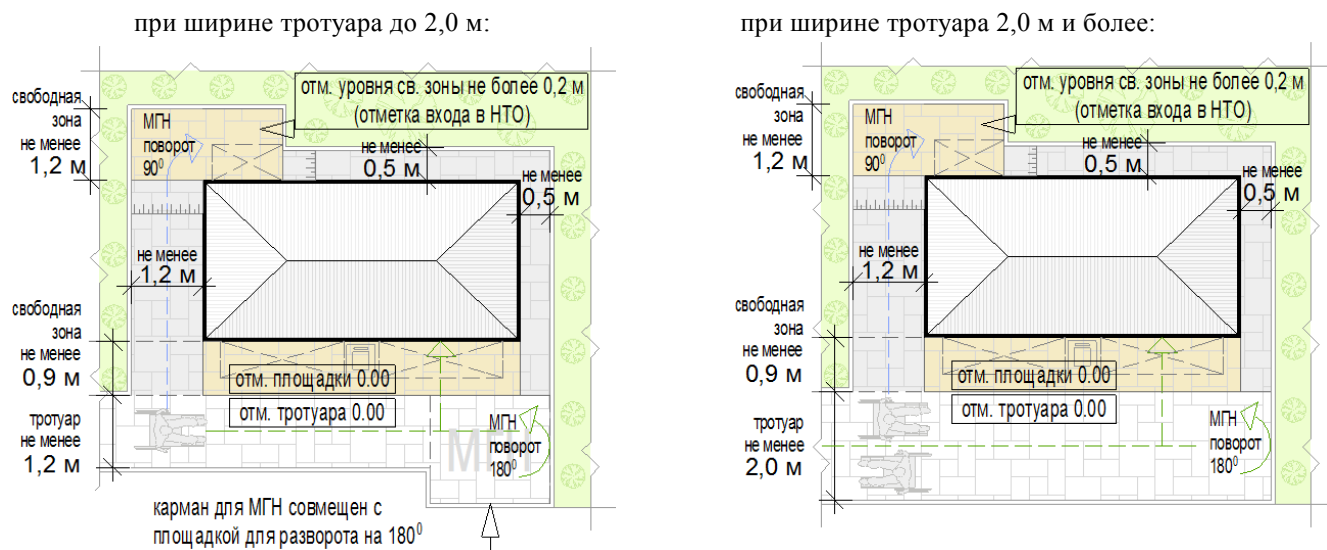 при ширине тротуара до 2,0 м:
отм. уровня св. зоны не более 0,2 м
(отметка входа в НТО)
свободная
зона
не менее
1,2 м
МГН
поворот
90⁰
не менее
0,5 м
не менее
0,5 м
не менее
1,2 м
свободная
зона
не менее
0,9 м
отм. площадки 0.00
отм. тротуара 0.00
тротуар
не менее
1,2 м
МГН
МГН
поворот
180⁰
карман для МГН совмещен с
площадкой для разворота на 180⁰
при ширине тротуара 2,0 м и более:
отм. уровня св. зоны не более 0,2 м
(отметка входа в НТО)
свободная
зона
не менее
1,2 м
МГН
поворот
90⁰
не менее
0,5 м
не менее
0,5 м
не менее
1,2 м
свободная
зона
не менее
0,9 м
отм. площадки 0.00
отм. тротуара 0.00
тротуар
не менее
2,0 м
МГН
поворот
180⁰